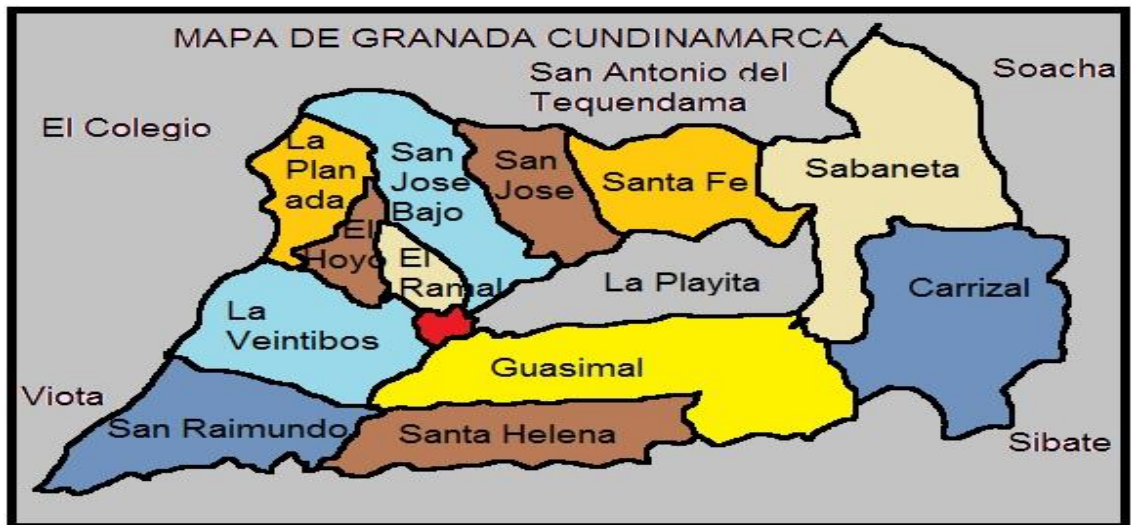 MAPA DE GRANADA CUNDINAMARCA
San Antonio del
Tequendama
Soacha
El Colegio
La
Plan
ada
San
Jose
Bajo
San
Jose
Santa Fe
Sabaneta
El
Hoyo
El
Ramal
La Playita
Carrizal
La
Veintibos
Guasimal
Viota
San Raimundo
Santa Helena
Sibate